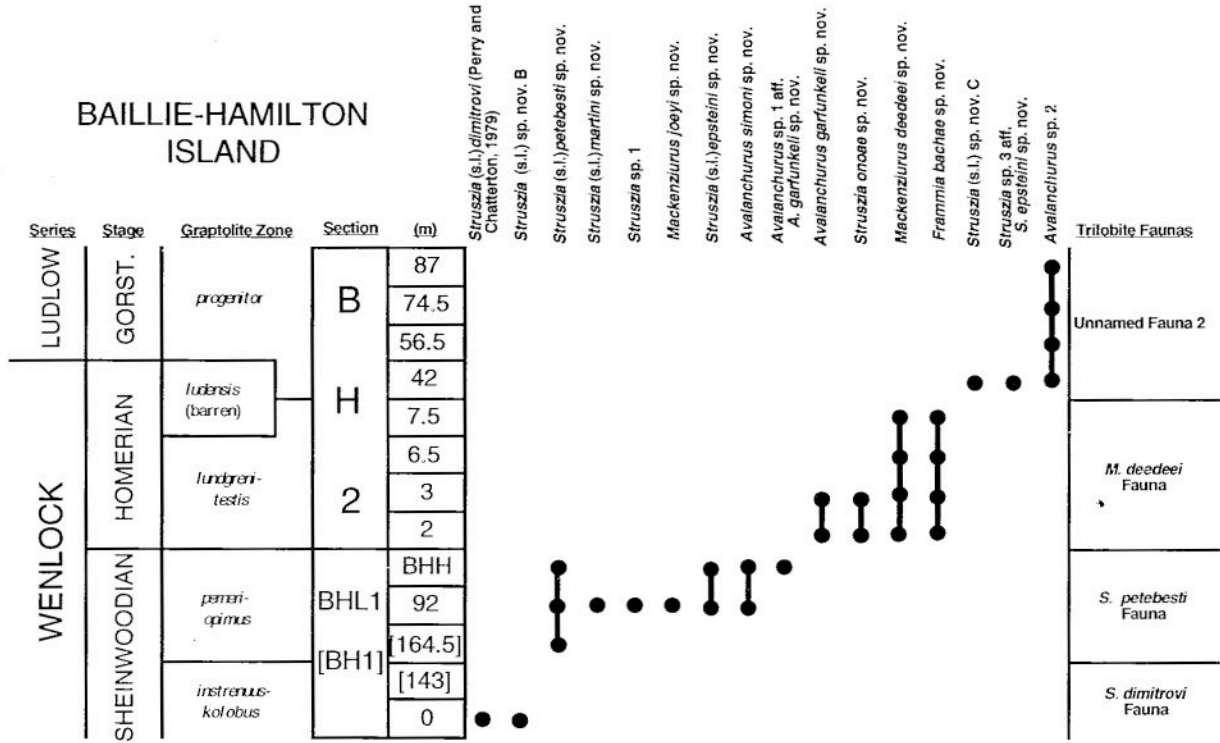 BAILLIE-HAMILTON
ISLAND
Struszia (s.l.) dimitrovi (Perry and
Chatterton, 1979)
Struszia (s.l.) sp. nov. B
Struszia (s.l.) petebesti sp. nov.
Struszia (s.l.) martini sp. nov.
Struszia sp. 1
Mackenziurus joeyi sp. nov.
Struszia (s.l.) epsteini sp. nov.
Avalanchurus simoni sp. nov.
Avalanchurus sp. 1 aff.
A. garfunkeli sp. nov.
Avalanchurus garfunkeli sp. nov.
Struszia onoae sp. nov.
Mackenziurus deedeei sp. nov.
Frammia bachae sp. nov.
Struszia (s.l.) sp. nov. C
Struszia sp. 3 aff.
S. epsteini sp. nov.
Avalanchurus sp. 2
Series Stage Graptolite Zone Section (m) Trilobite Faunas
LUDLOW
WENLOCK
GORST.
HOMERIAN
SHEINWOODIAN
progenitor
ludensis
(barren)
lundgreni-
testis
perneri-
opimus
instrenuus-
kolobus
B
H
2
BHL1
[BH1]
87
74.5
56.5
42
7.5
6.5
3
2
BHH
92
[164.5]
[143]
0
Unnamed Fauna 2
M. deedeei
Fauna
S. petebesti
Fauna
S. dimitrovi
Fauna